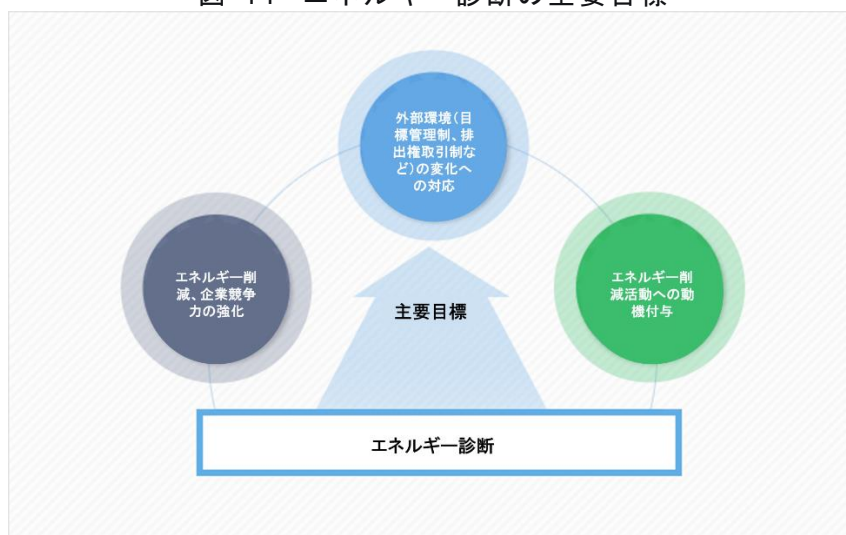 図 11 エネルギー診断の主要目標
外部環境(目
標管理制、排
出権取引制な
ど)の変化へ
の対応
エネルギー削
減、企業競争
力の強化
エネルギー削
減活動への動
機付与
主要目標
エネルギー診断